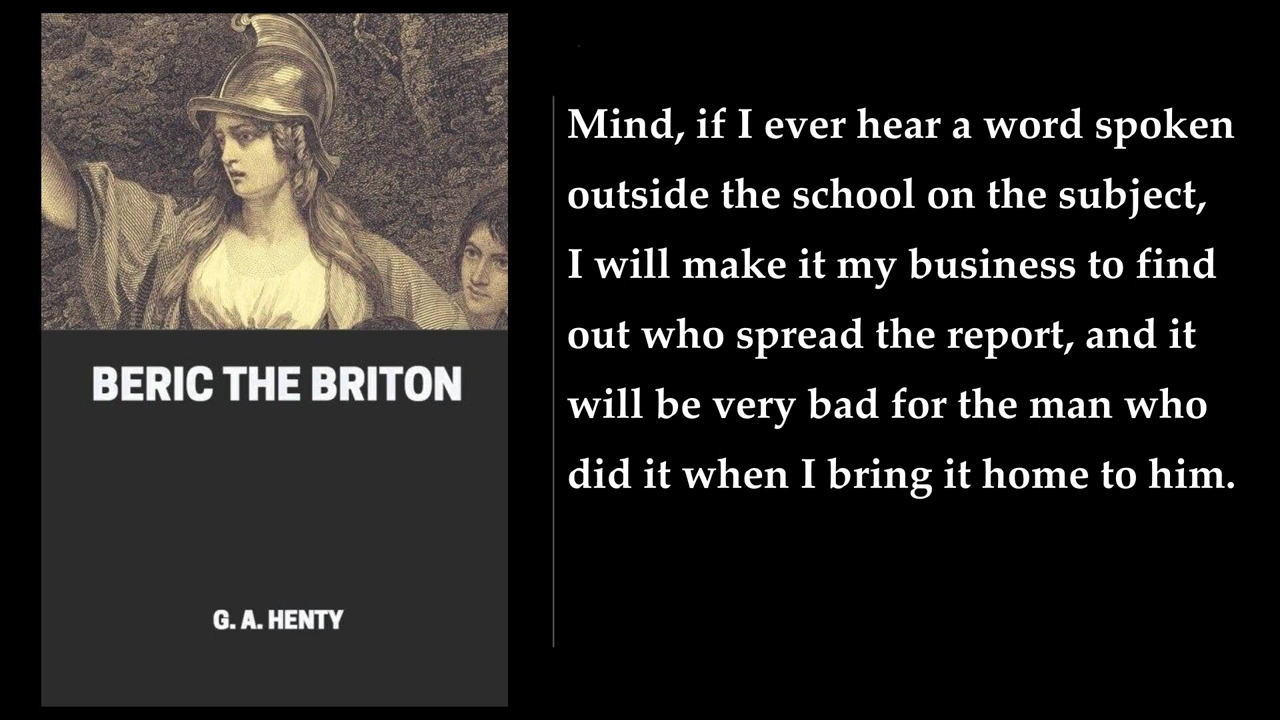 BERIC THE BRITON
G. A. HENTY
Mind, if I ever hear a word spoken
outside the school on the subject,
I will make it my business to find
out who spread the report, and it
will be very bad for the man who
did it when I bring it home to him.